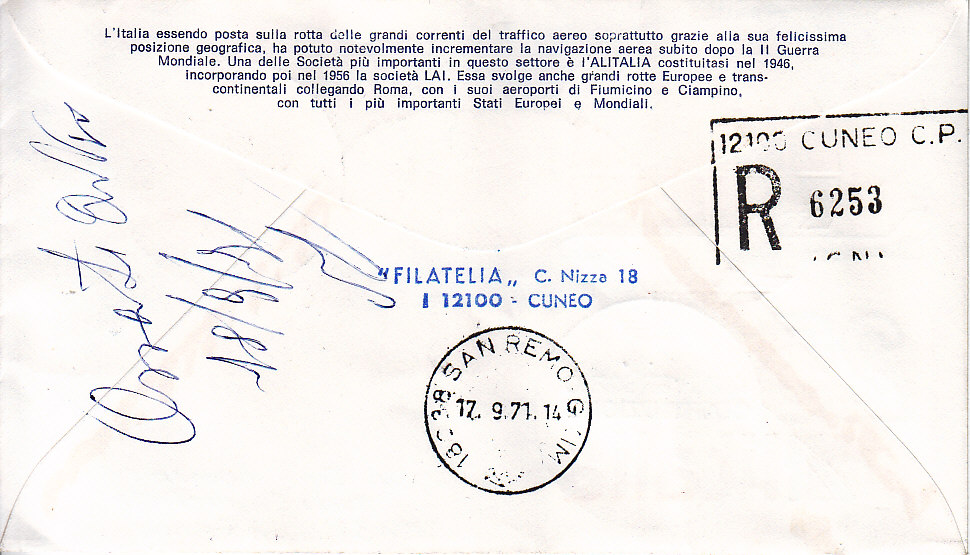 L'Italia essendo posta sulla rotta delle grandi correnti del traffico aereo soprattutto grazie alla sua felicissima
posizione geografica, ha potuto notevolmente incrementare la navigazione aerea subito dopo la II Guerra
Mondiale. Una delle Società più importanti in questo settore è l'ALITALIA costituitasi nel 1946,
incorporando poi nel 1956 la società LAI. Essa svolge anche grandi rotte Europee e trans-
continentali collegando Roma, con i suoi aeroporti di Fiumicino e Ciampino,
con tutti i più importanti Stati Europei e Mondiali.
12100 CUNEO C.P.
R 6253
"FILATELIA„ C. Nizza 18
I 12100 - CUNEO
SAN REMO
17. 9.71.14